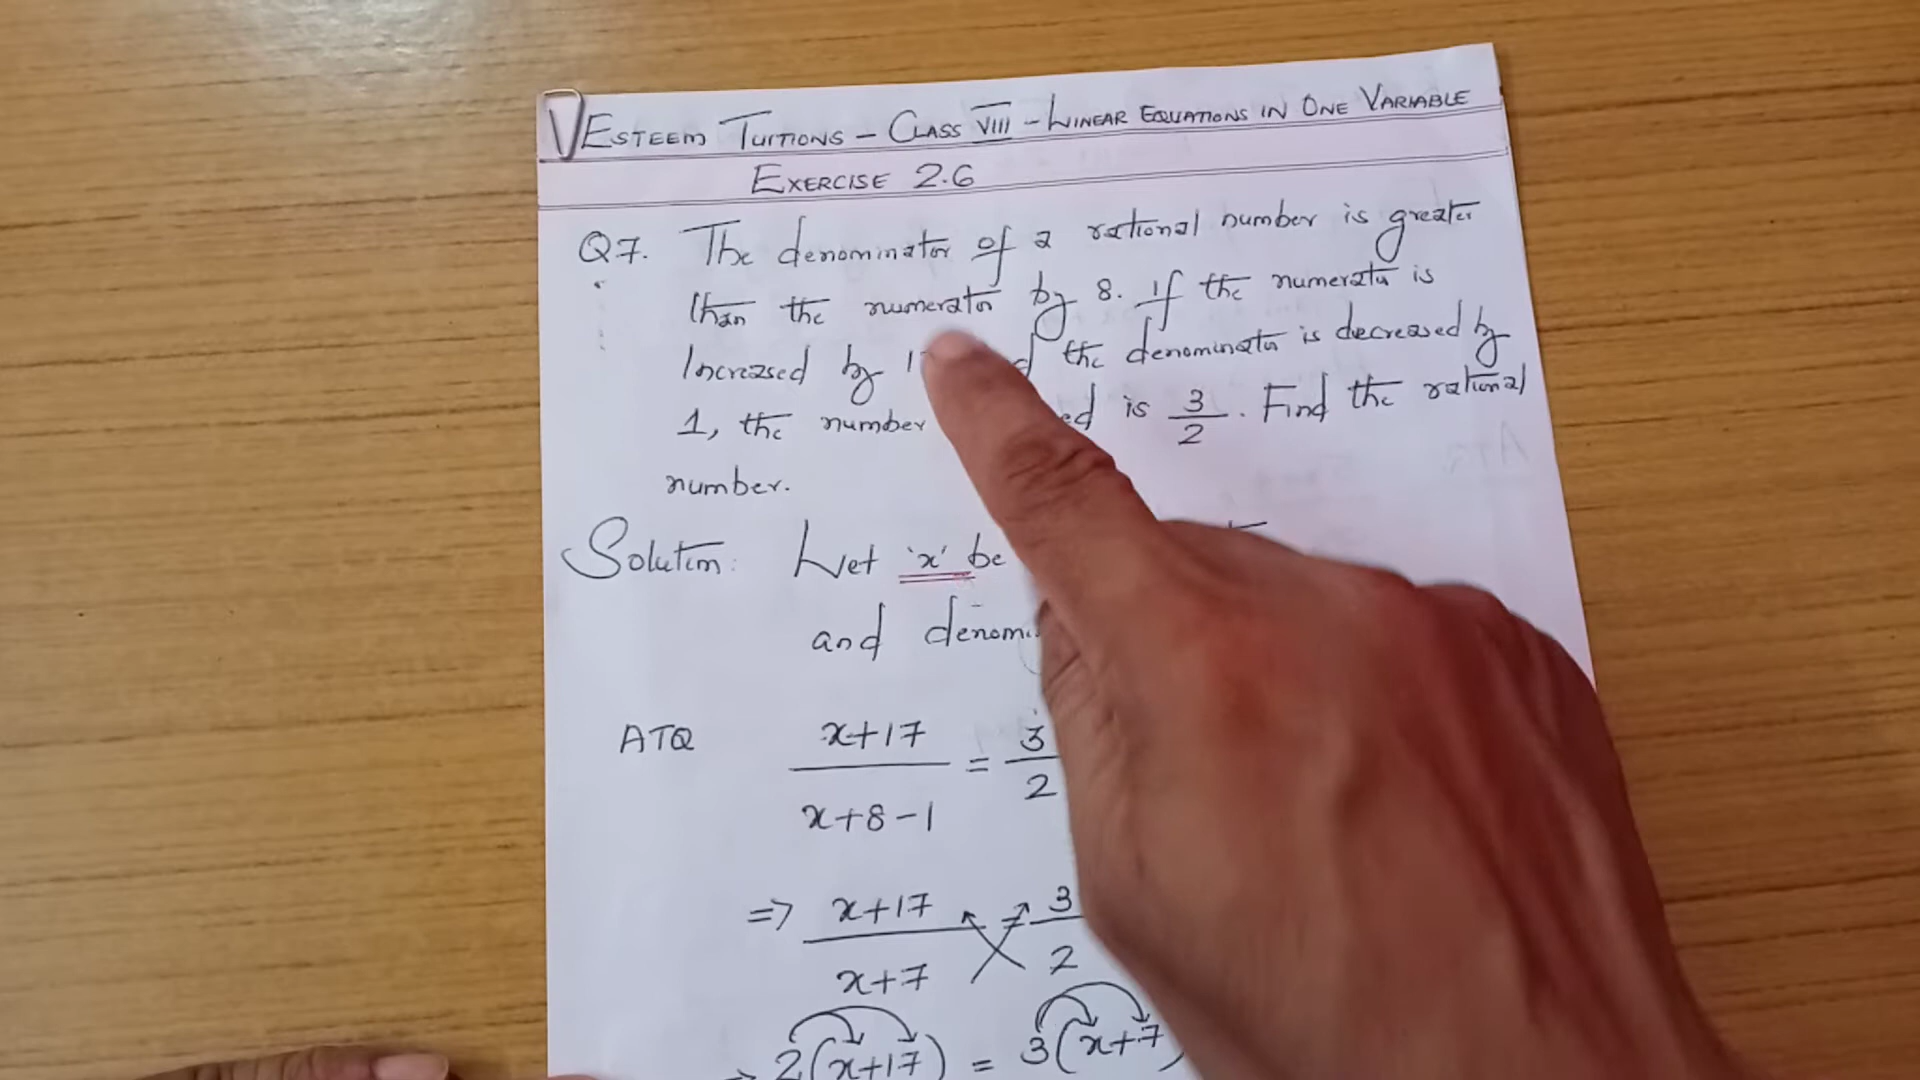 VESTEEM TUITIONS - CLASS VIII - LINEAR EQUATIONS IN ONE VARIABLE
EXERCISE 2.6
Q7. The denominator of a rational number is greater
than the numerator by 8. If the numerator is
Increased by the denominator is decreased by
1, the number is 3/2. Find the rational
number.
Solution: Let 'x' be
and
ATQ x+17 / x+8-1 = 3/2
=> x+17 / x+7 = 3/2
2(x+17) = 3(x+7)